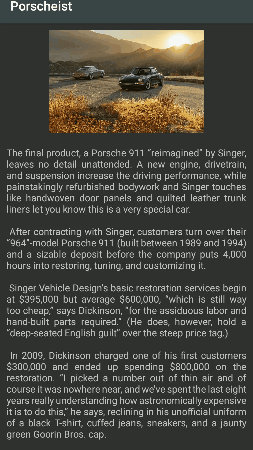 Porscheist
The final product, a Porsche 911 “reimagined” by Singer,
leaves no detail unattended. A new engine, drivetrain,
and suspension increase the driving performance, while
painstakingly refurbished bodywork and Singer touches
like handwoven door panels and quilted leather trunk
liners let you know this is a very special car.
After contracting with Singer, customers turn over their
“964”-model Porsche 911 (built between 1989 and 1994)
and a sizable deposit before the company puts 4,000
hours into restoring, tuning, and customizing it.
Singer Vehicle Design's basic restoration services begin
at $395,000 but average $600,000, “which is still way
too cheap,” says Dickinson, “for the assiduous labor and
hand-built parts required.” (He does, however, hold a
“deep-seated English guilt” over the steep price tag.)
In 2009, Dickinson charged one of his first customers
$300,000 and ended up spending $800,000 on the
restoration. “I picked a number out of thin air and of
course it was nowhere near, and we've spent the last eight
years really understanding how astronomically expensive
it is to do this,” he says, reclining in his unofficial uniform
of a black T-shirt, cuffed jeans, sneakers, and a jaunty
green Goorin Bros. cap.